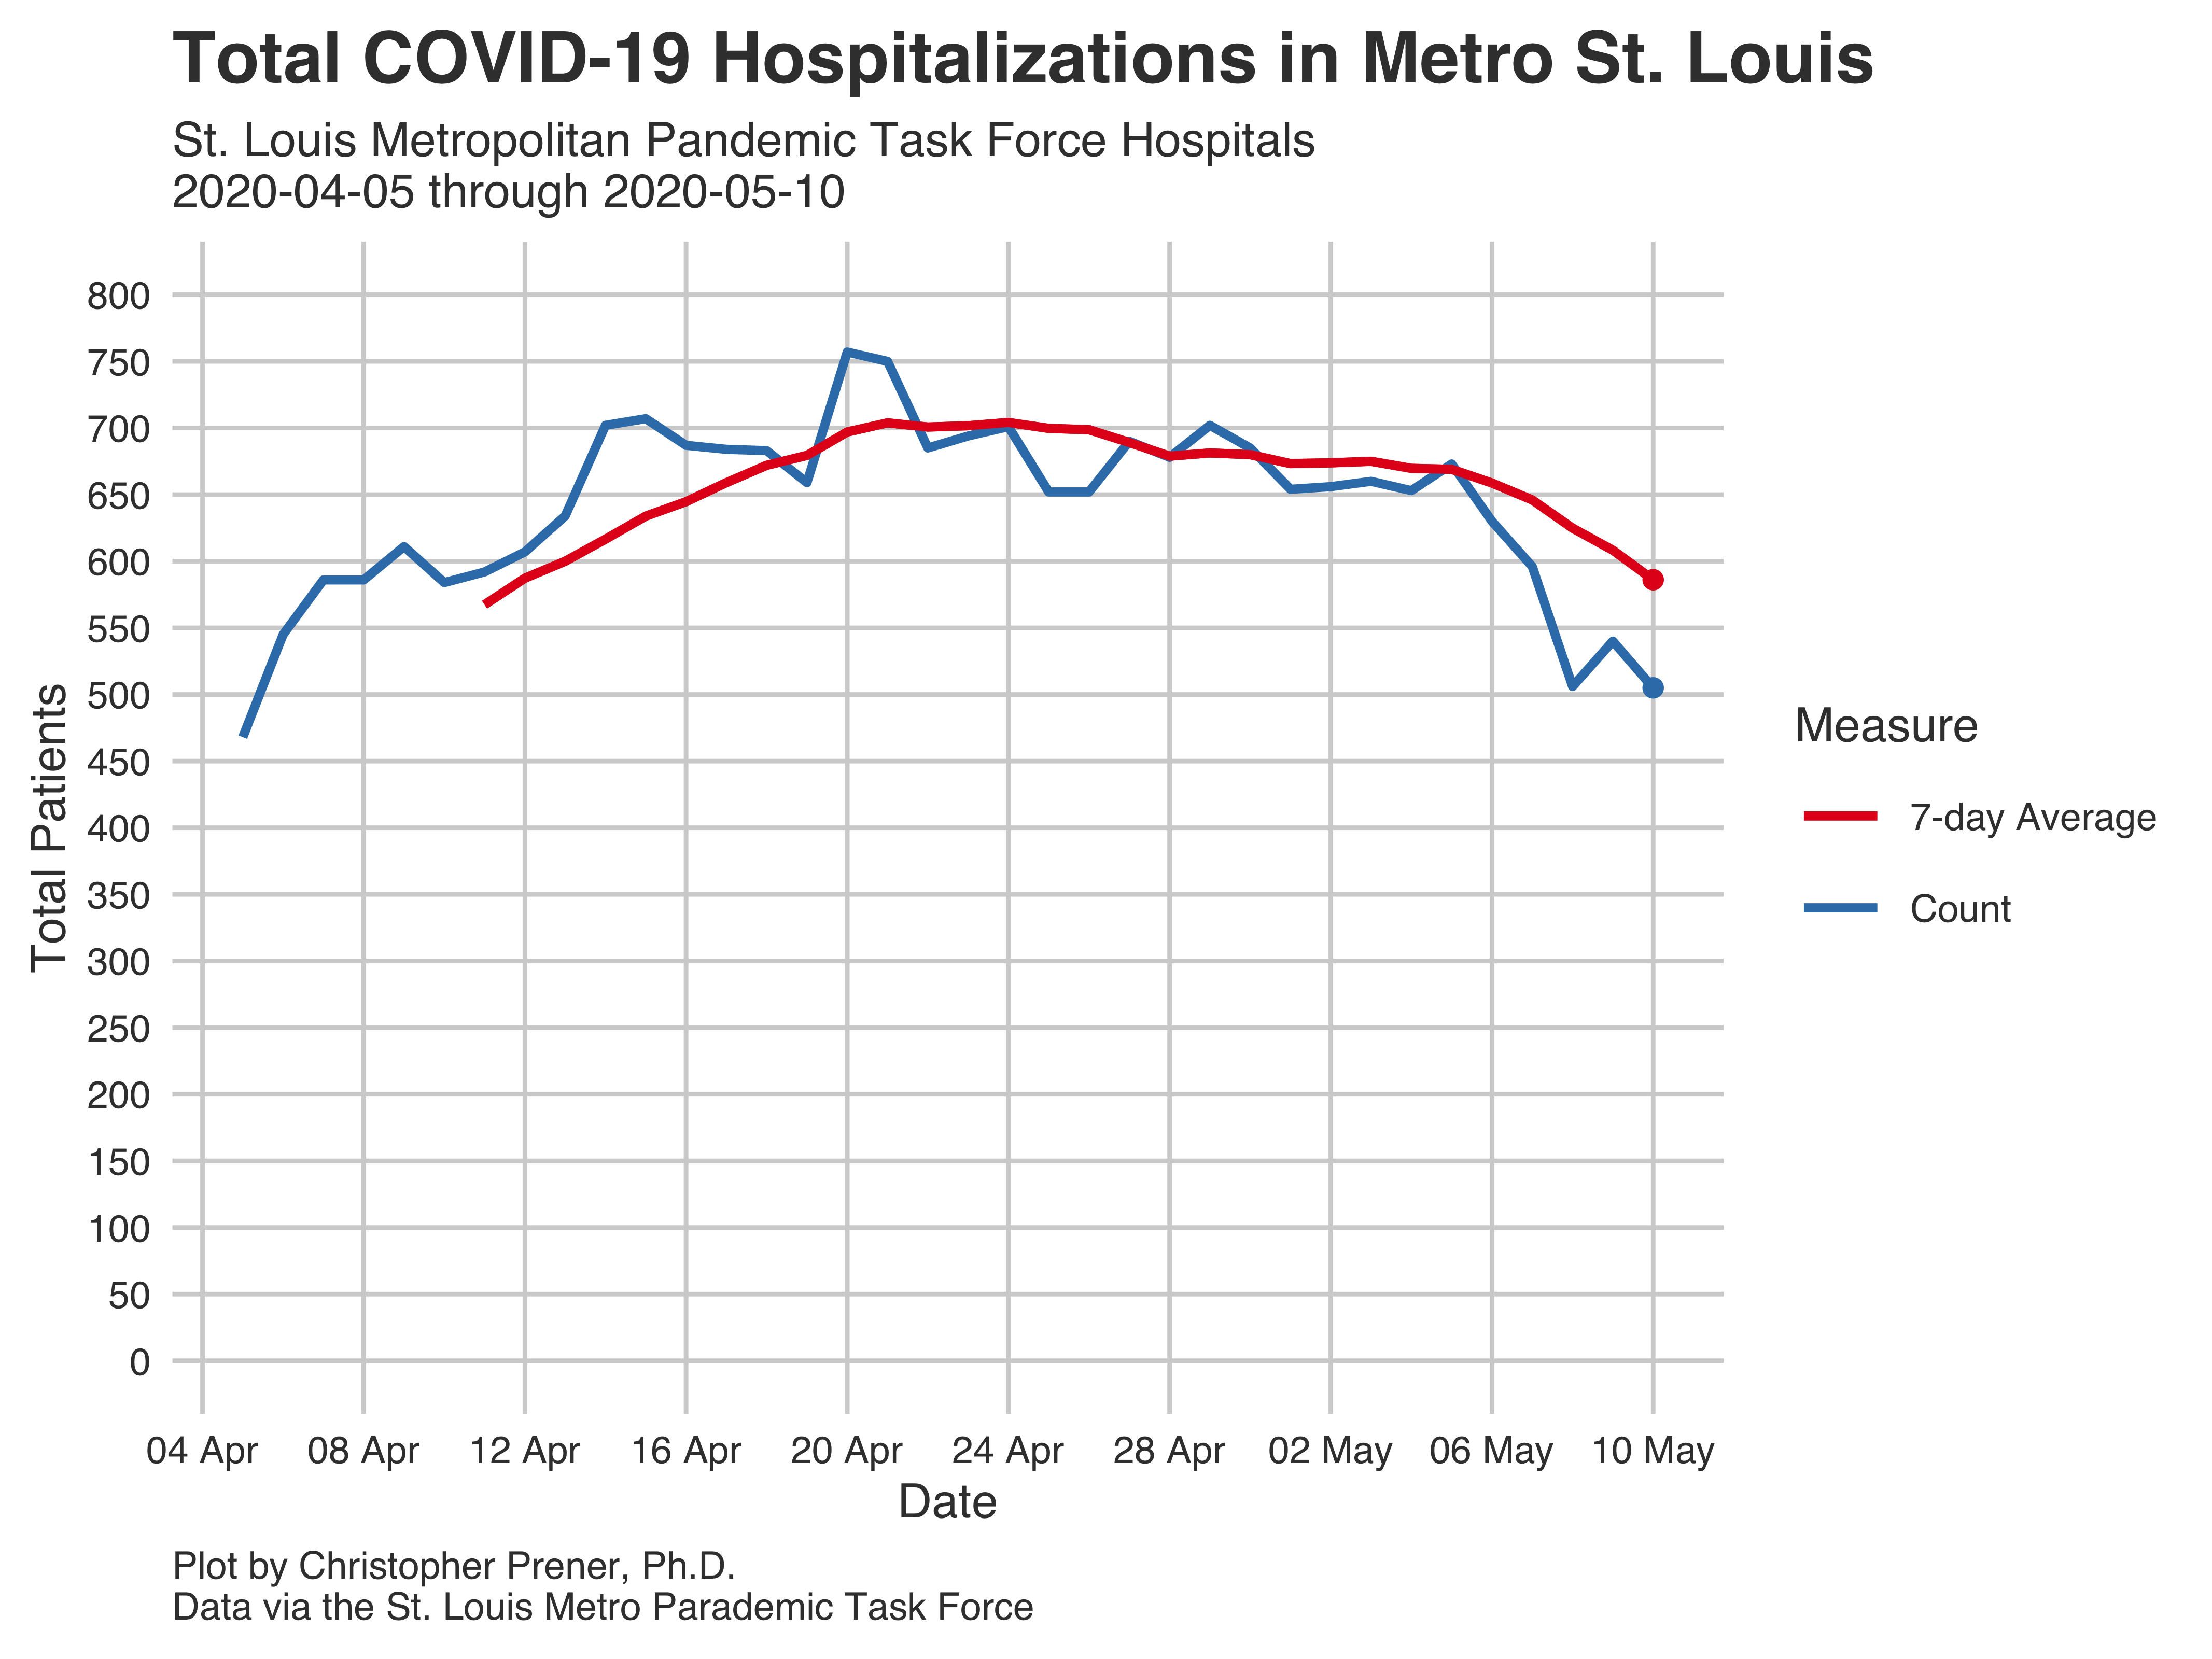 Total COVID-19 Hospitalizations in Metro St. Louis
St. Louis Metropolitan Pandemic Task Force Hospitals
2020-04-05 through 2020-05-10
Total Patients
800
750
700
650
600
550
500
450
400
350
300
250
200
150
100
50
0
04 Apr 08 Apr 12 Apr 16 Apr 20 Apr 24 Apr 28 Apr 02 May 06 May 10 May
Date
Measure
7-day Average
Count
Plot by Christopher Prener, Ph.D.
Data via the St. Louis Metro Parademic Task Force